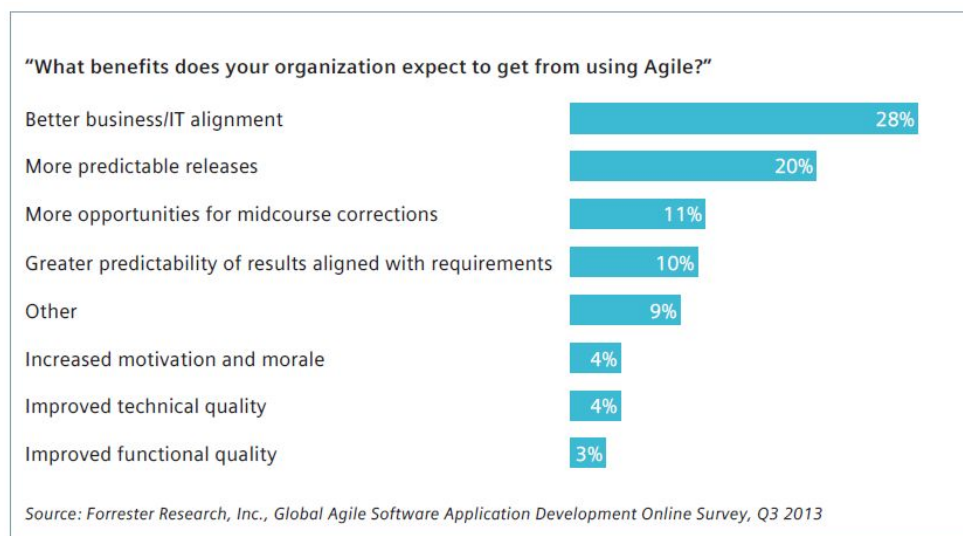 “What benefits does your organization expect to get from using Agile?”
Better business/IT alignment 28%
More predictable releases 20%
More opportunities for midcourse corrections 11%
Greater predictability of results aligned with requirements 10%
Other 9%
Increased motivation and morale 4%
Improved technical quality 4%
Improved functional quality 3%
Source: Forrester Research, Inc., Global Agile Software Application Development Online Survey, Q3 2013